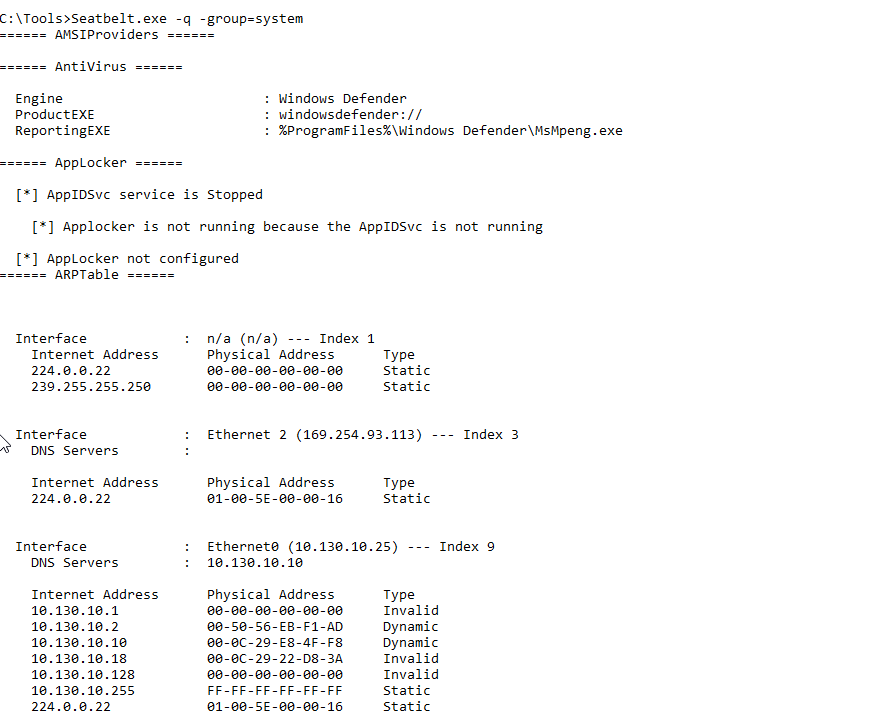 C:\Tools>Seatbelt.exe -q -group=system
====== AMSIProviders ======
====== AntiVirus ======
Engine : Windows Defender
ProductEXE : windowsdefender://
ReportingEXE : %ProgramFiles%\Windows Defender\MsMpeng.exe
====== AppLocker ======
[*] AppIDSvc service is Stopped
[*] Applocker is not running because the AppIDSvc is not running
[*] AppLocker not configured
====== ARPTable ======
Interface : n/a (n/a) --- Index 1
Internet Address Physical Address Type
224.0.0.22 00-00-00-00-00-00 Static
239.255.255.250 00-00-00-00-00-00 Static
Interface : Ethernet 2 (169.254.93.113) --- Index 3
DNS Servers :
Internet Address Physical Address Type
224.0.0.22 01-00-5E-00-00-16 Static
Interface : Ethernet0 (10.130.10.25) --- Index 9
DNS Servers : 10.130.10.10
Internet Address Physical Address Type
10.130.10.1 00-00-00-00-00-00 Invalid
10.130.10.2 00-50-56-EB-F1-AD Dynamic
10.130.10.10 00-0C-29-E8-4F-F8 Dynamic
10.130.10.18 00-0C-29-22-D8-3A Invalid
10.130.10.128 00-00-00-00-00-00 Invalid
10.130.10.255 FF-FF-FF-FF-FF-FF Static
224.0.0.22 01-00-5E-00-00-16 Static